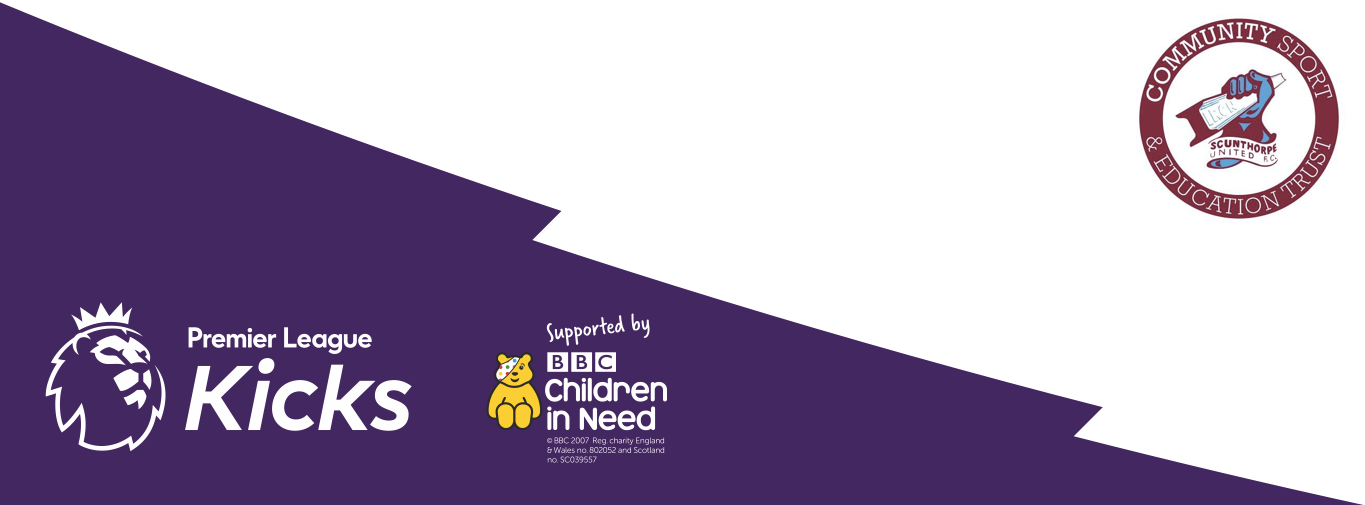 COMMUNITY SPORT
& EDUCATION TRUST
IRON
SCUNTHORPE
UNITED F.C.
Premier League
Kicks
Supported by
BBC
Children
in Need
© BBC 2007 Reg. charity England
& Wales no. 802052 and Scotland
no. SC039557